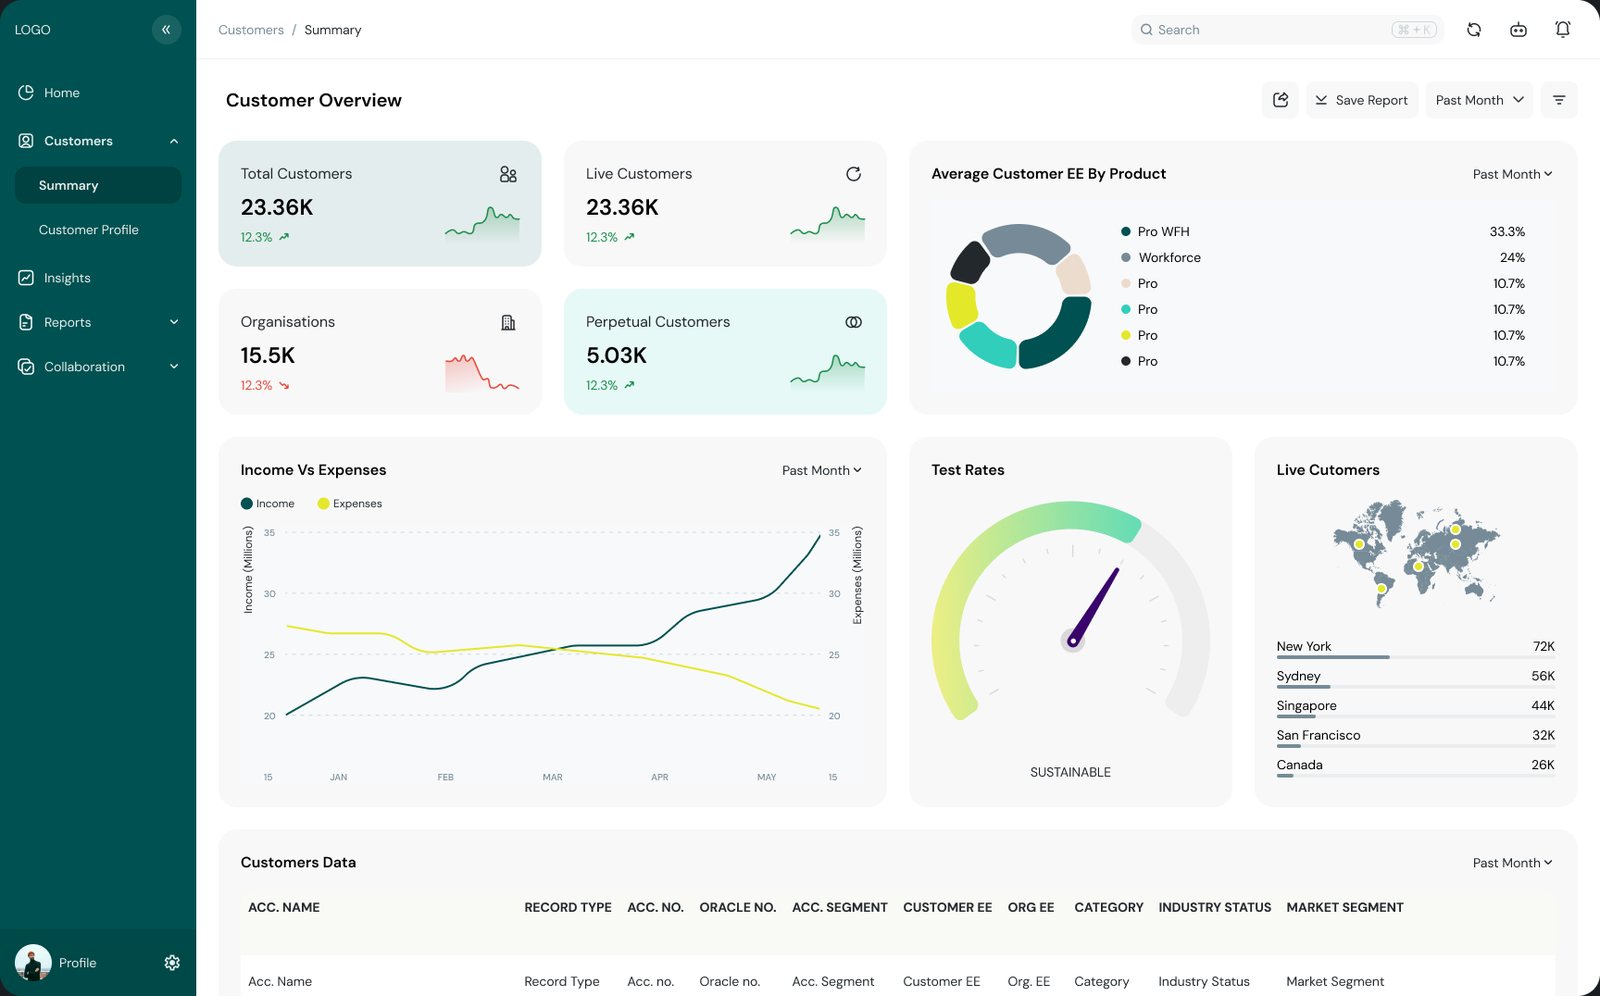 LOGO
Customers / Summary
Search
⌘ + K
Home
Customers
Summary
Customer Profile
Insights
Reports
Collaboration
Profile
Customer Overview
Save Report
Past Month
Total Customers
23.36K
12.3%
Live Customers
23.36K
12.3%
Organisations
15.5K
12.3%
Perpetual Customers
5.03K
12.3%
Average Customer EE By Product
Past Month
Pro WFH 33.3%
Workforce 24%
Pro 10.7%
Pro 10.7%
Pro 10.7%
Pro 10.7%
Income Vs Expenses
Past Month
Income Expenses
Income (Millions)
Expenses (Millions)
35 35
30 30
25 25
20 20
15 JAN FEB MAR APR MAY 15
Test Rates
SUSTAINABLE
Live Cutomers
New York 72K
Sydney 56K
Singapore 44K
San Francisco 32K
Canada 26K
Customers Data
Past Month
ACC. NAME RECORD TYPE ACC. NO. ORACLE NO. ACC. SEGMENT CUSTOMER EE ORG EE CATEGORY INDUSTRY STATUS MARKET SEGMENT
Acc. Name Record Type Acc. no. Oracle no. Acc. Segment Customer EE Org. EE Category Industry Status Market Segment